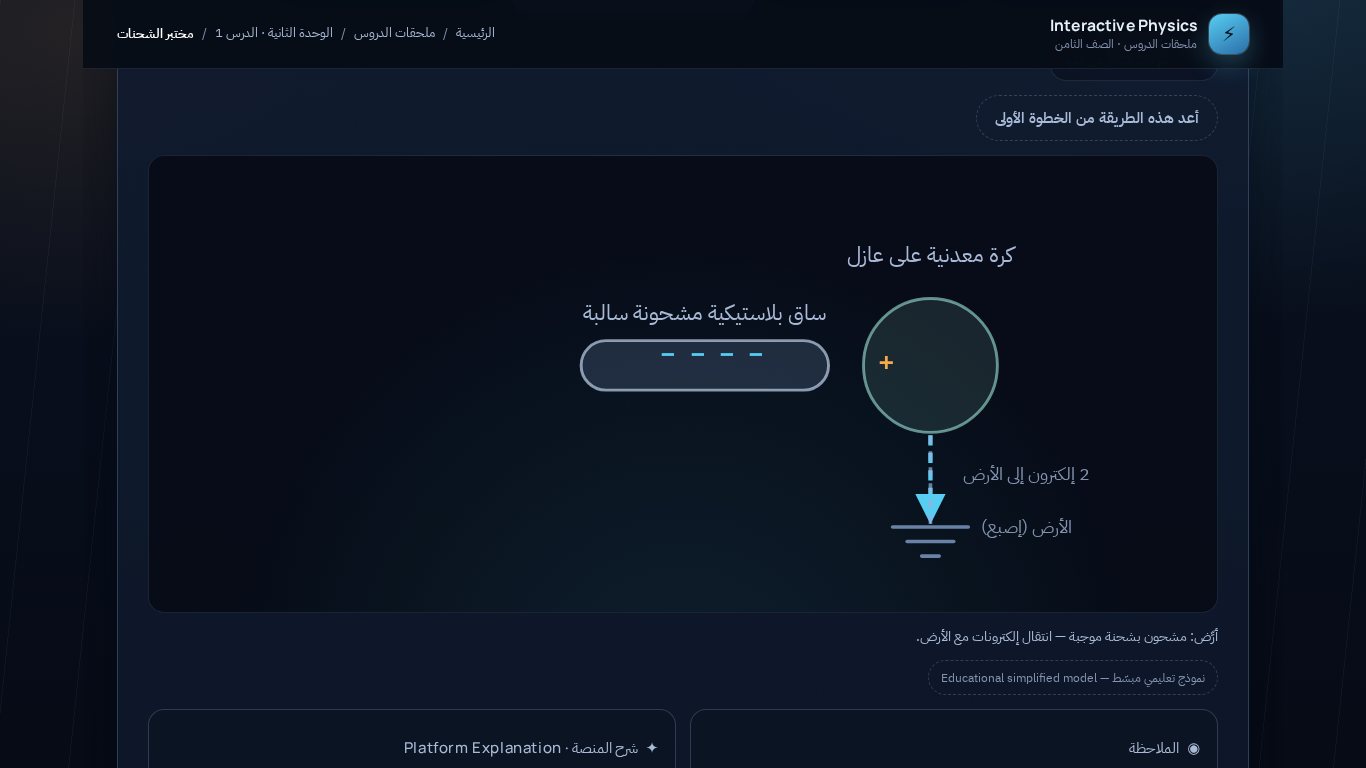 Interactive Physics
ملحقات الدروس · الصف الثامن
الرئيسية / ملحقات الدروس / الوحدة الثانية · الدرس 1 / مختبر الشحنات
أعد هذه الطريقة من الخطوة الأولى
كرة معدنية على عازل
ساق بلاستيكية مشحونة سالبة
− − − −
+
2 إلكترون إلى الأرض
الأرض (إصبع)
أُرِّض: مشحون بشحنة موجبة — انتقال إلكترونات مع الأرض.
نموذج تعليمي مبسّط — Educational simplified model
◉ الملاحظة
✦ شرح المنصة · Platform Explanation